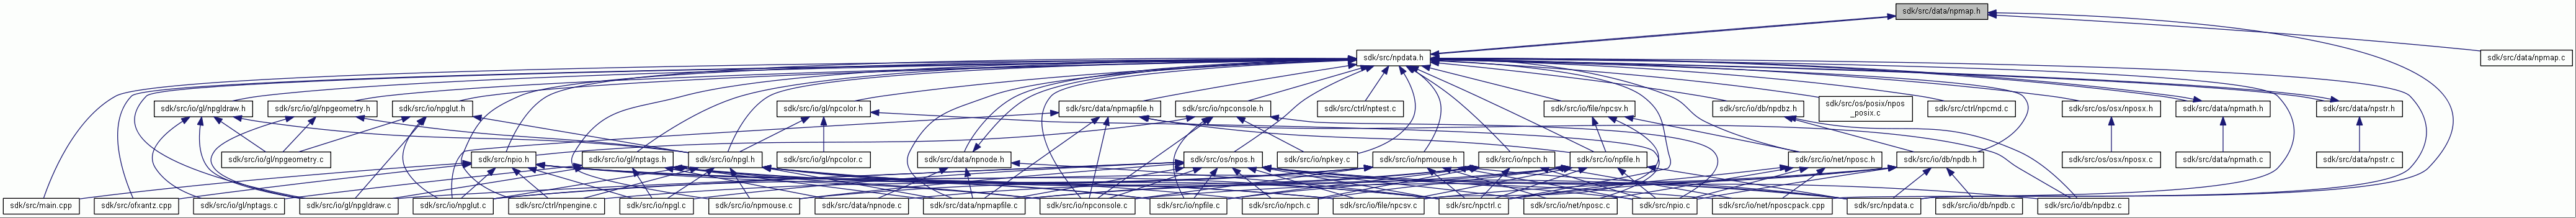 sdk/src/data/npmap.h
sdk/src/npdata.h
sdk/src/data/npmap.c
sdk/src/io/gl/npgldraw.h
sdk/src/io/gl/npgeometry.h
sdk/src/io/npglut.h
sdk/src/io/gl/npcolor.h
sdk/src/data/npmapfile.h
sdk/src/io/npconsole.h
sdk/src/ctrl/nptest.c
sdk/src/io/file/npcsv.h
sdk/src/io/db/npdbz.h
sdk/src/os/posix/npos
_posix.c
sdk/src/ctrl/npcmd.c
sdk/src/os/osx/nposx.h
sdk/src/data/npmath.h
sdk/src/data/npstr.h
sdk/src/io/gl/npgeometry.c
sdk/src/npio.h
sdk/src/io/gl/nptags.h
sdk/src/io/npgl.h
sdk/src/io/gl/npcolor.c
sdk/src/data/npnode.h
sdk/src/os/npos.h
sdk/src/io/npkey.c
sdk/src/io/npmouse.h
sdk/src/io/npch.h
sdk/src/io/npfile.h
sdk/src/io/net/nposc.h
sdk/src/io/db/npdb.h
sdk/src/os/osx/nposx.c
sdk/src/data/npmath.c
sdk/src/data/npstr.c
sdk/src/main.cpp
sdk/src/ofxantz.cpp
sdk/src/io/gl/nptags.c
sdk/src/io/gl/npgldraw.c
sdk/src/io/npglut.c
sdk/src/ctrl/npengine.c
sdk/src/io/npgl.c
sdk/src/io/npmouse.c
sdk/src/data/npnode.c
sdk/src/data/npmapfile.c
sdk/src/io/npconsole.c
sdk/src/io/npfile.c
sdk/src/io/npch.c
sdk/src/io/file/npcsv.c
sdk/src/npctrl.c
sdk/src/io/net/nposc.c
sdk/src/npio.c
sdk/src/io/net/nposcpack.cpp
sdk/src/npdata.c
sdk/src/io/db/npdb.c
sdk/src/io/db/npdbz.c